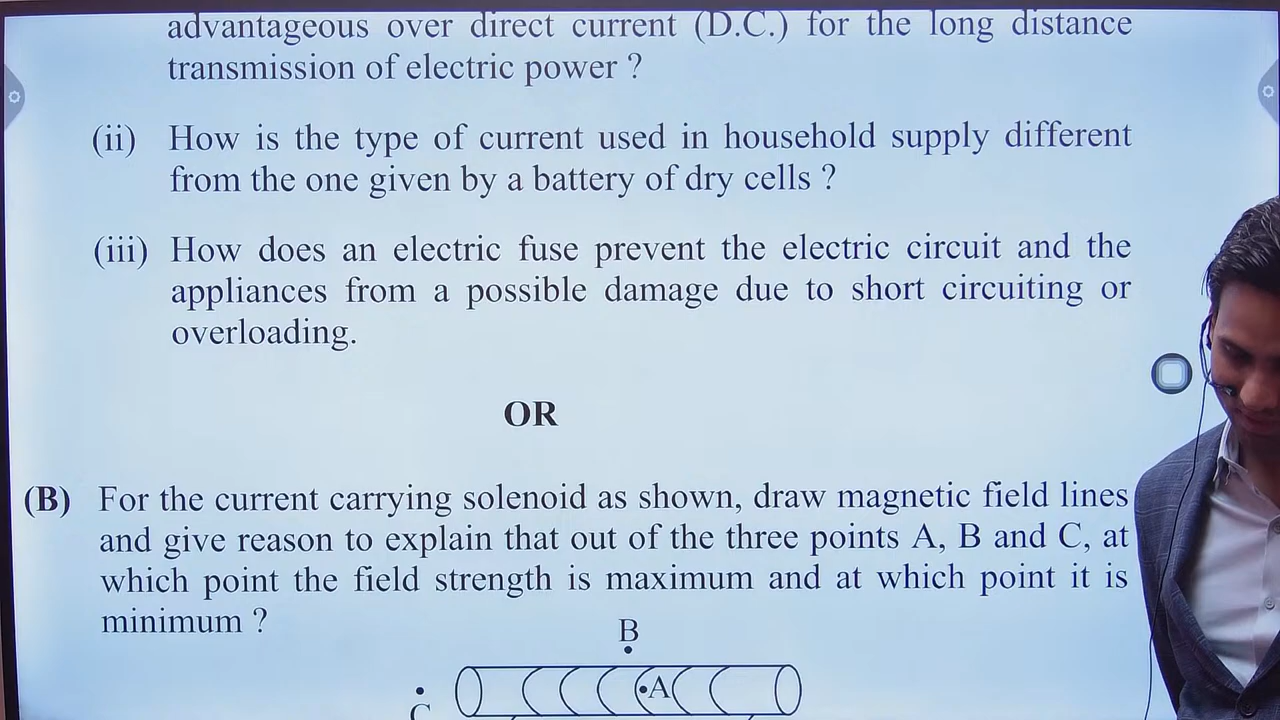 advantageous over direct current (D.C.) for the long distance
transmission of electric power ?
(ii) How is the type of current used in household supply different
from the one given by a battery of dry cells ?
(iii) How does an electric fuse prevent the electric circuit and the
appliances from a possible damage due to short circuiting or
overloading.
OR
(B) For the current carrying solenoid as shown, draw magnetic field lines
and give reason to explain that out of the three points A, B and C, at
which point the field strength is maximum and at which point it is
minimum ?
B
A
C